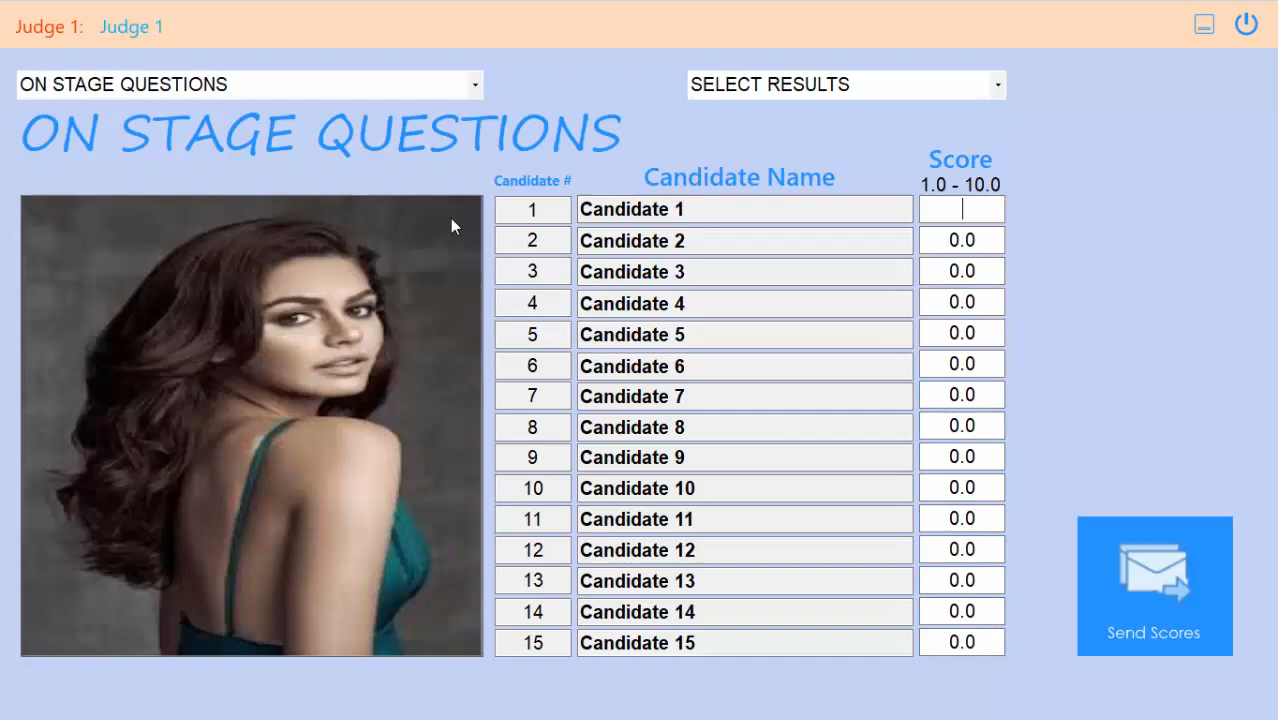 Judge 1: Judge 1
ON STAGE QUESTIONS
SELECT RESULTS
ON STAGE QUESTIONS
Candidate # Candidate Name Score
1.0 - 10.0
1 Candidate 1
2 Candidate 2 0.0
3 Candidate 3 0.0
4 Candidate 4 0.0
5 Candidate 5 0.0
6 Candidate 6 0.0
7 Candidate 7 0.0
8 Candidate 8 0.0
9 Candidate 9 0.0
10 Candidate 10 0.0
11 Candidate 11 0.0
12 Candidate 12 0.0
13 Candidate 13 0.0
14 Candidate 14 0.0
15 Candidate 15 0.0
Send Scores